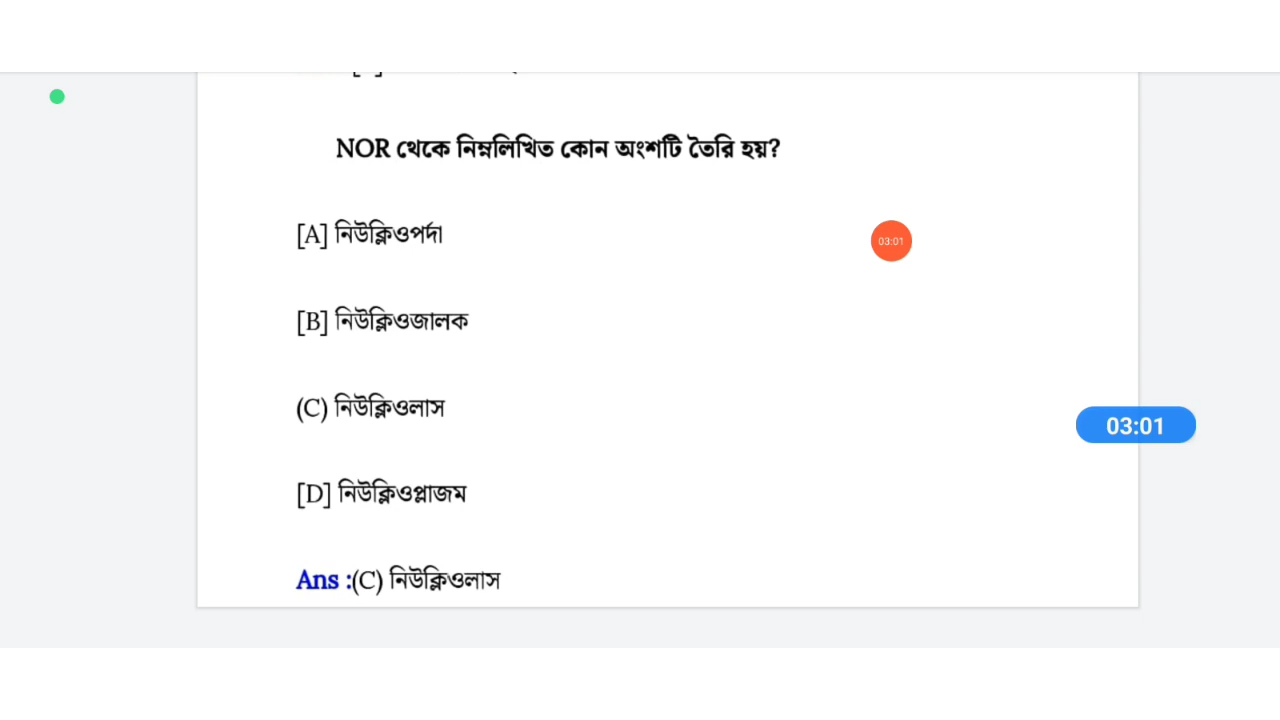 NOR থেকে নিম্নলিখিত কোন অংশটি তৈরি হয়?
[A] নিউক্লিওপর্দা
03:01
[B] নিউক্লিওজালক
(C) নিউক্লিওলাস
03:01
[D] নিউক্লিওপ্লাজম
Ans :(C) নিউক্লিওলাস